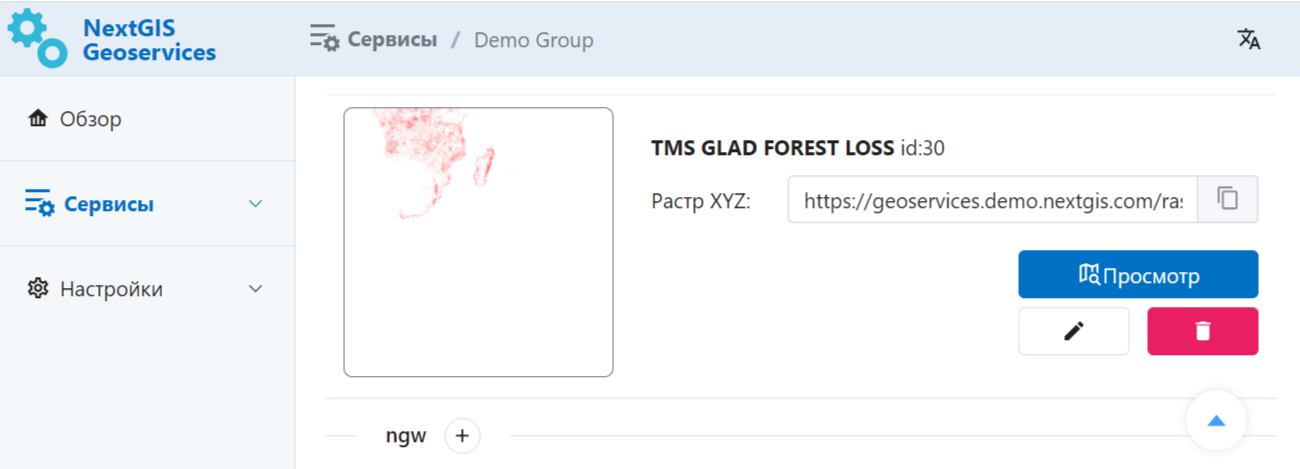 NextGIS
Geoservices
Сервисы / Demo Group
Обзор
Сервисы
Настройки
TMS GLAD FOREST LOSS id:30
Растр XYZ: https://geoservices.demo.nextgis.com/ras
Просмотр
ngw +